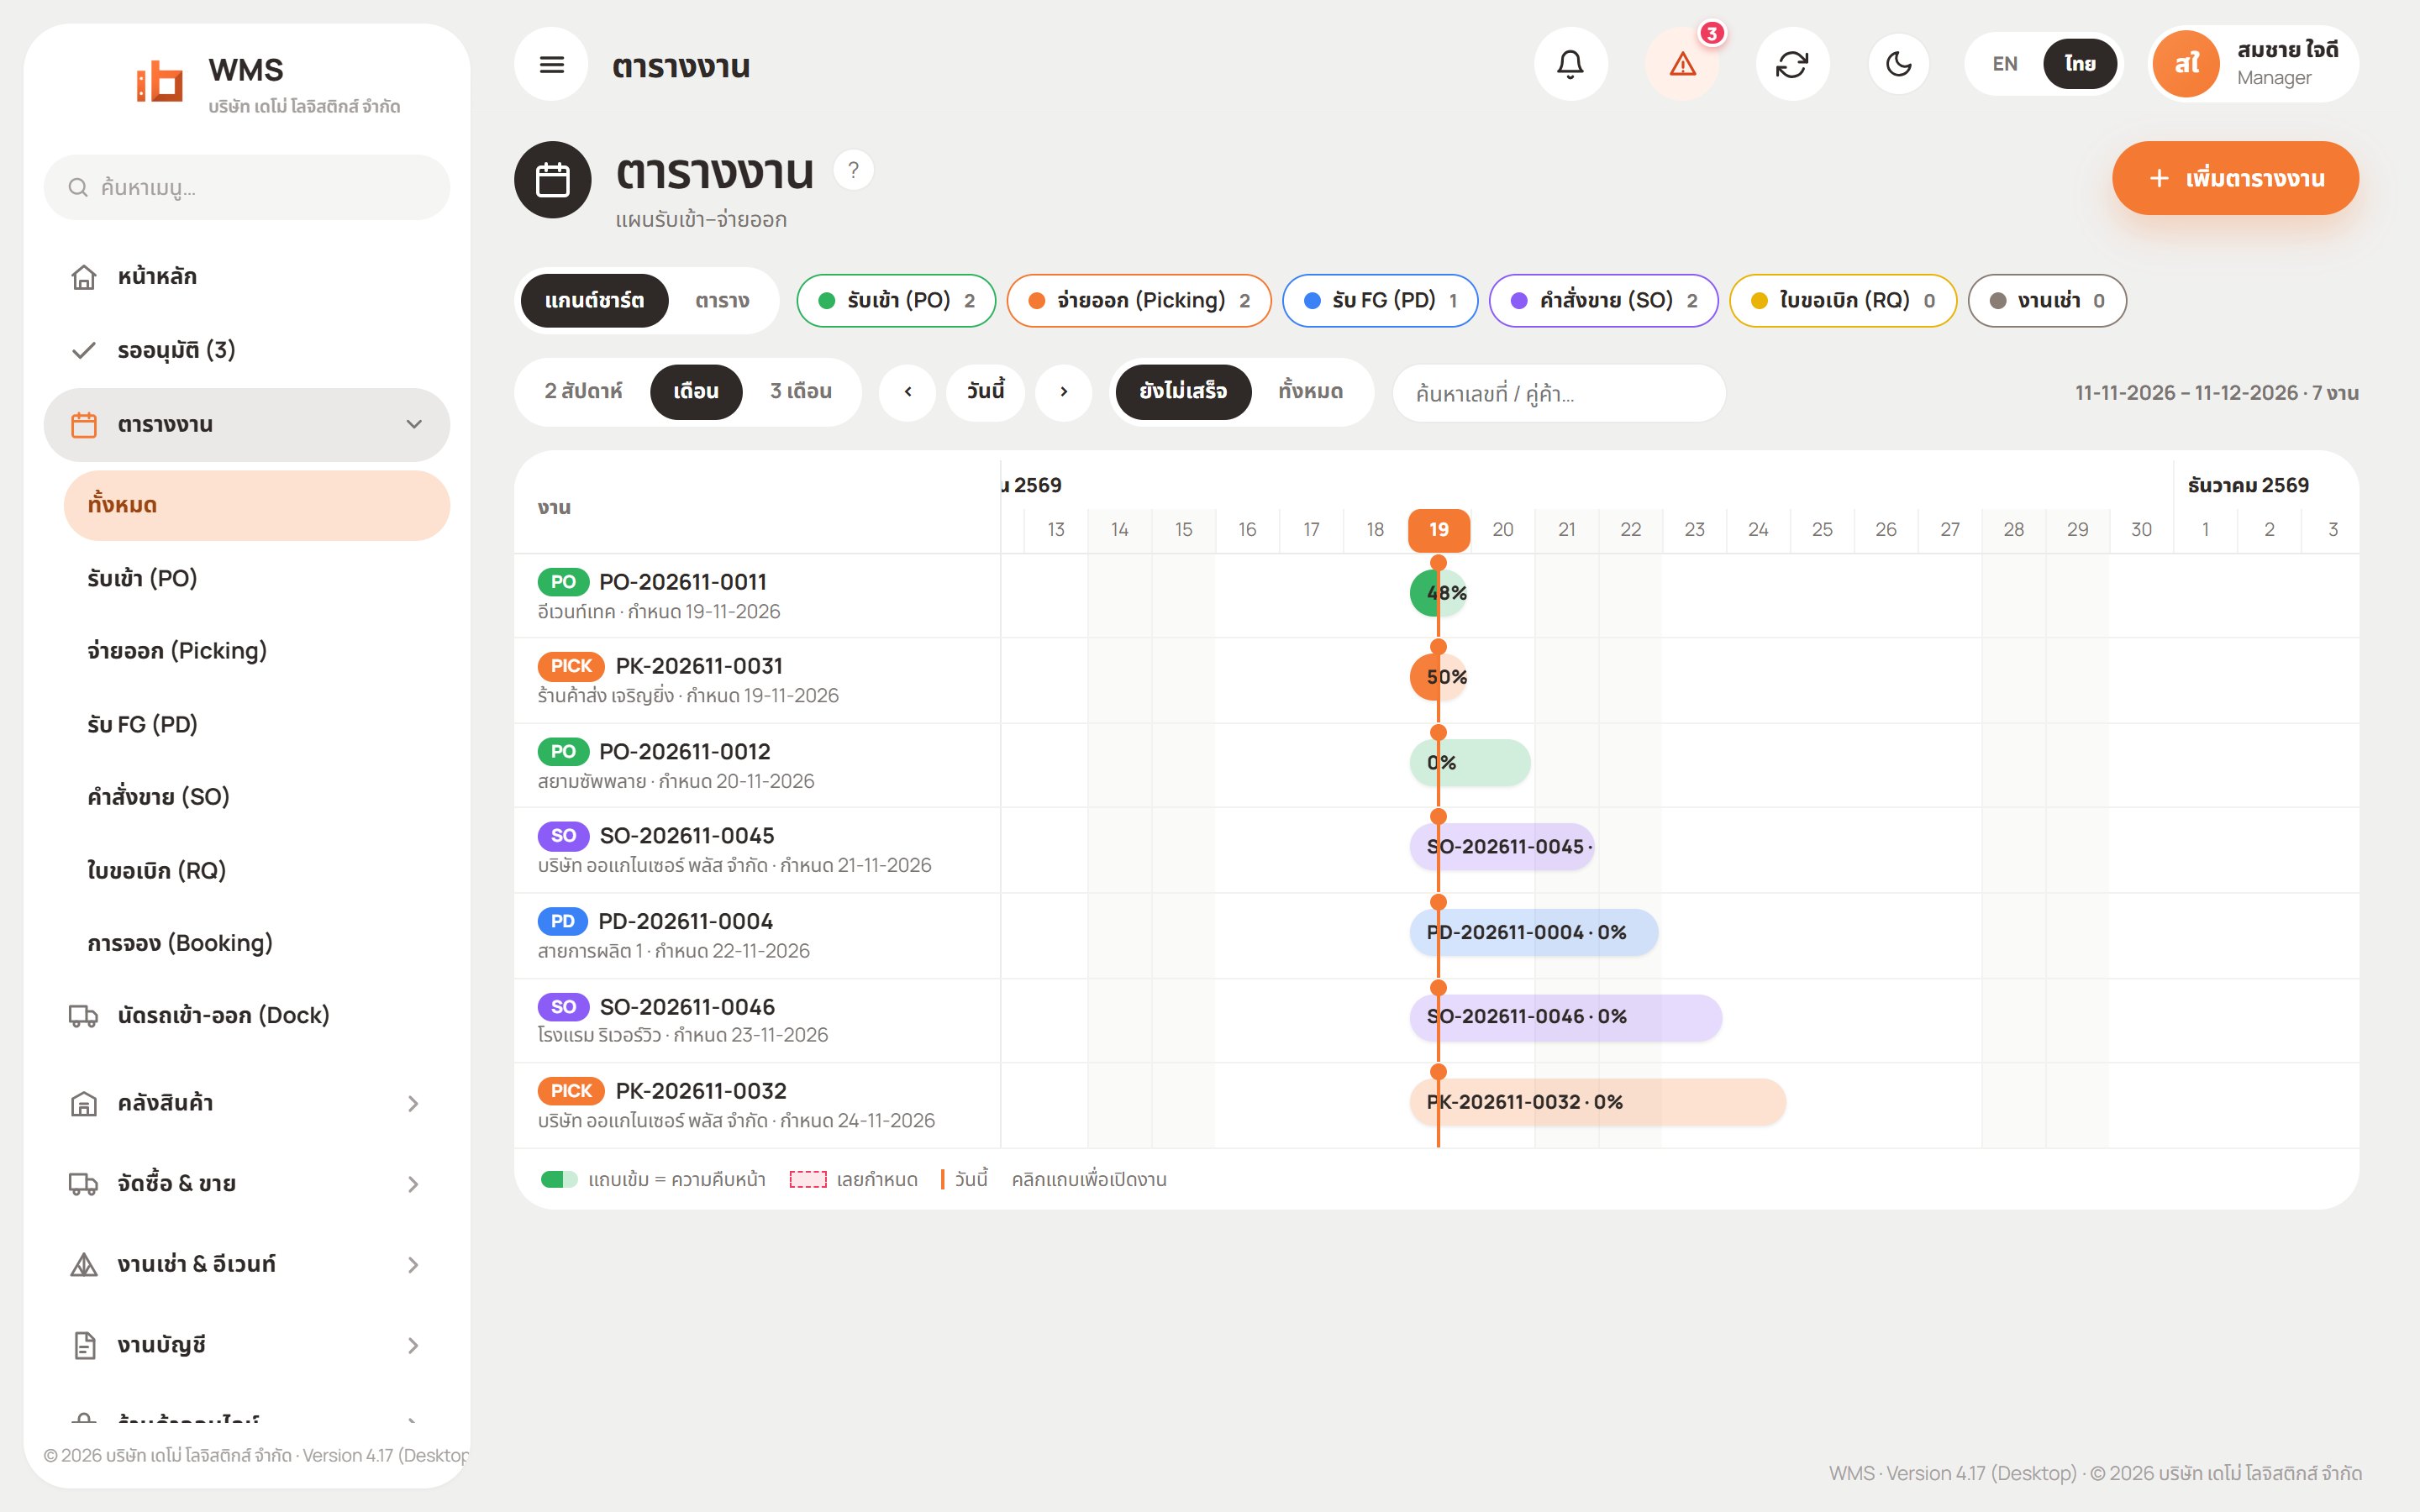 WMS
บริษัท เดโม่ โลจิสติกส์ จำกัด
ค้นหาเมนู...
หน้าหลัก
รออนุมัติ (3)
ตารางงาน
ทั้งหมด
รับเข้า (PO)
จ่ายออก (Picking)
รับ FG (PD)
คำสั่งขาย (SO)
ใบขอเบิก (RQ)
การจอง (Booking)
นัดรถเข้า-ออก (Dock)
คลังสินค้า
จัดซื้อ & ขาย
งานเช่า & อีเวนท์
งานบัญชี
© 2026 บริษัท เดโม่ โลจิสติกส์ จำกัด · Version 4.17 (Desktop
ตารางงาน
3
EN ไทย
สใ
สมชาย ใจดี
Manager
ตารางงาน ?
แผนรับเข้า–จ่ายออก
+ เพิ่มตารางงาน
แกนต์ชาร์ต ตาราง
รับเข้า (PO) 2
จ่ายออก (Picking) 2
รับ FG (PD) 1
คำสั่งขาย (SO) 2
ใบขอเบิก (RQ) 0
งานเช่า 0
2 สัปดาห์ เดือน 3 เดือน
‹ วันนี้ ›
ยังไม่เสร็จ ทั้งหมด
ค้นหาเลขที่ / คู่ค้า...
11-11-2026 – 11-12-2026 · 7 งาน
งาน
น 2569
ธันวาคม 2569
13 14 15 16 17 18 19 20 21 22 23 24 25 26 27 28 29 30 1 2 3
PO PO-202611-0011
อีเวนท์เทค · กำหนด 19-11-2026
48%
PICK PK-202611-0031
ร้านค้าส่ง เจริญยิ่ง · กำหนด 19-11-2026
50%
PO PO-202611-0012
สยามซัพพลาย · กำหนด 20-11-2026
0%
SO SO-202611-0045
บริษัท ออแกไนเซอร์ พลัส จำกัด · กำหนด 21-11-2026
SO-202611-0045 ·
PD PD-202611-0004
สายการผลิต 1 · กำหนด 22-11-2026
PD-202611-0004 · 0%
SO SO-202611-0046
โรงแรม ริเวอร์วิว · กำหนด 23-11-2026
SO-202611-0046 · 0%
PICK PK-202611-0032
บริษัท ออแกไนเซอร์ พลัส จำกัด · กำหนด 24-11-2026
PK-202611-0032 · 0%
แถบเข้ม = ความคืบหน้า เลยกำหนด วันนี้ คลิกแถบเพื่อเปิดงาน
WMS · Version 4.17 (Desktop) · © 2026 บริษัท เดโม่ โลจิสติกส์ จำกัด